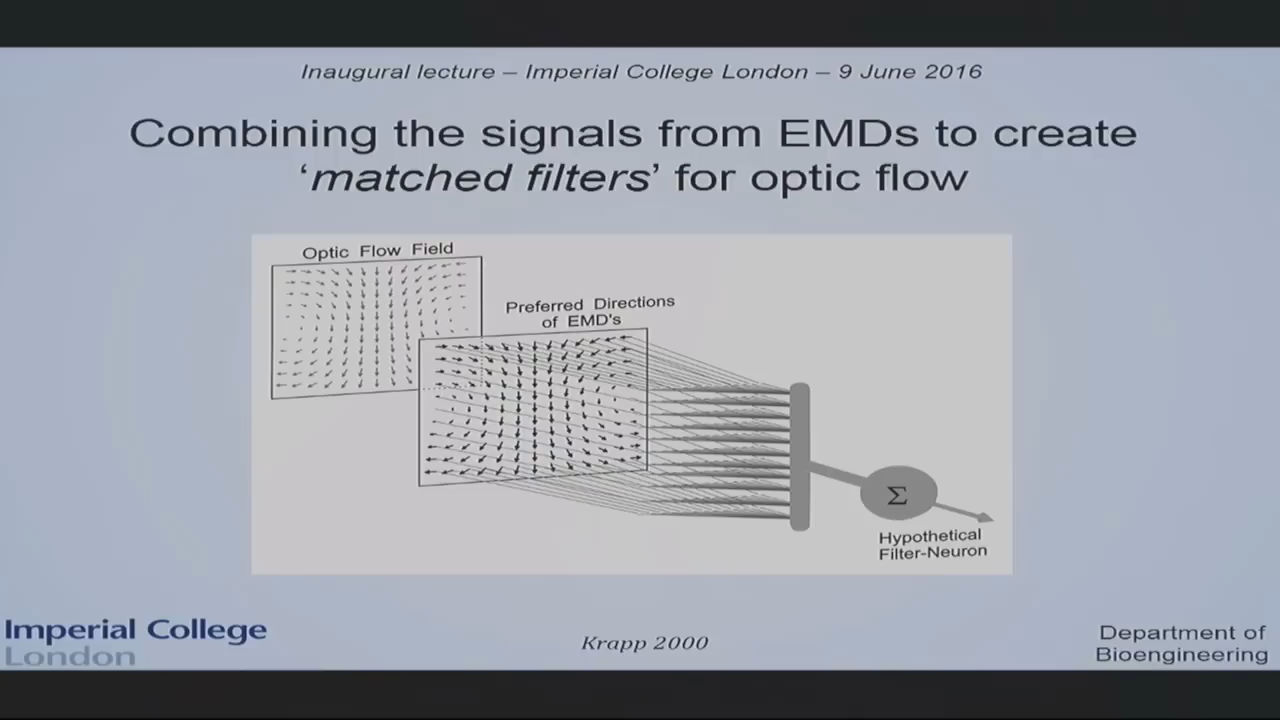 Inaugural lecture – Imperial College London – 9 June 2016
Combining the signals from EMDs to create
‘matched filters’ for optic flow
Optic Flow Field
Preferred Directions
of EMD's
Σ
Hypothetical
Filter-Neuron
Imperial College
London
Krapp 2000
Department of
Bioengineering